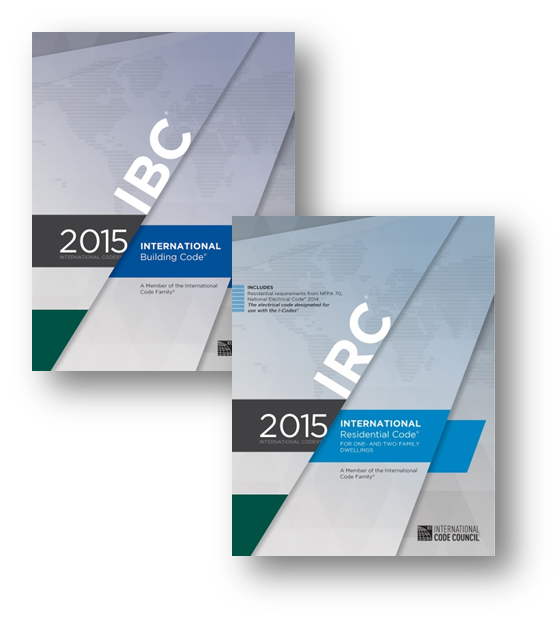 IBC®
2015
INTERNATIONAL CODES®
INTERNATIONAL
Building Code®
A Member of the International
Code Family®
INCLUDES
Residential requirements from NFPA 70,
National Electrical Code® 2014
The electrical code designated for
use with the I-Codes®
IRC®
2015
INTERNATIONAL CODES®
INTERNATIONAL
Residential Code®
FOR ONE- AND TWO-FAMILY
DWELLINGS
A Member of the International
Code Family®
INTERNATIONAL
CODE COUNCIL®